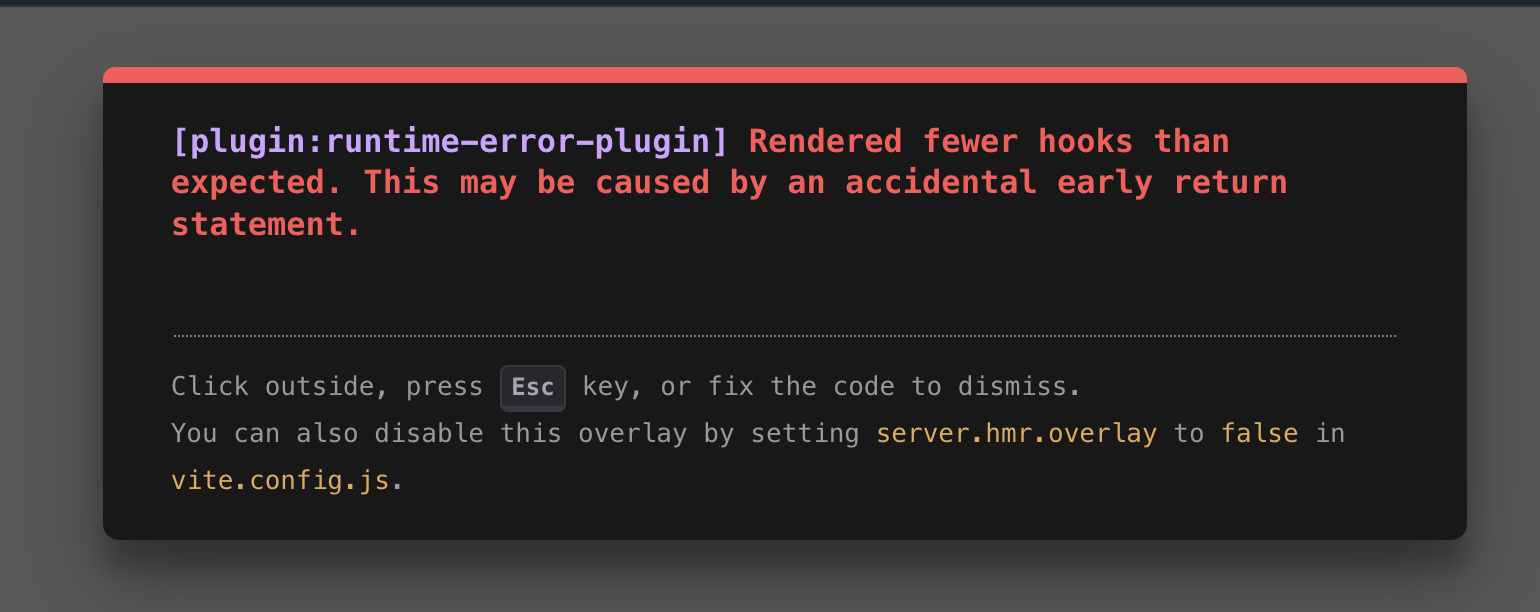 [plugin:runtime-error-plugin] Rendered fewer hooks than
expected. This may be caused by an accidental early return
statement.
Click outside, press Esc key, or fix the code to dismiss.
You can also disable this overlay by setting server.hmr.overlay to false in
vite.config.js.